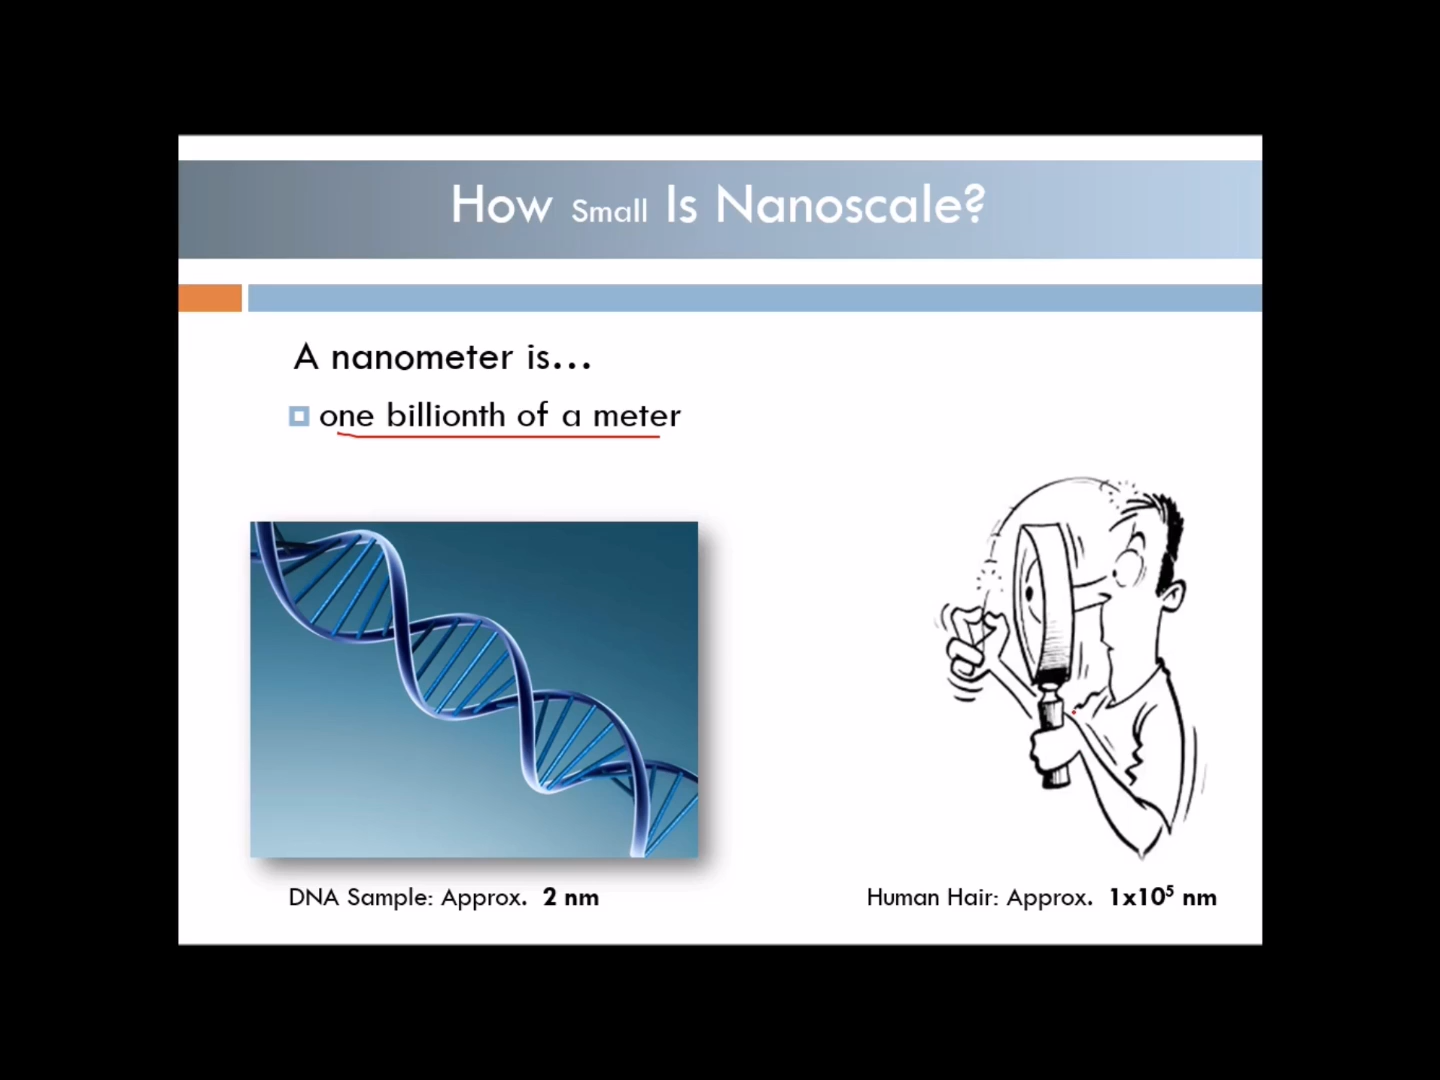 How Small Is Nanoscale?
A nanometer is...
one billionth of a meter
DNA Sample: Approx. 2 nm
Human Hair: Approx. 1x10⁵ nm